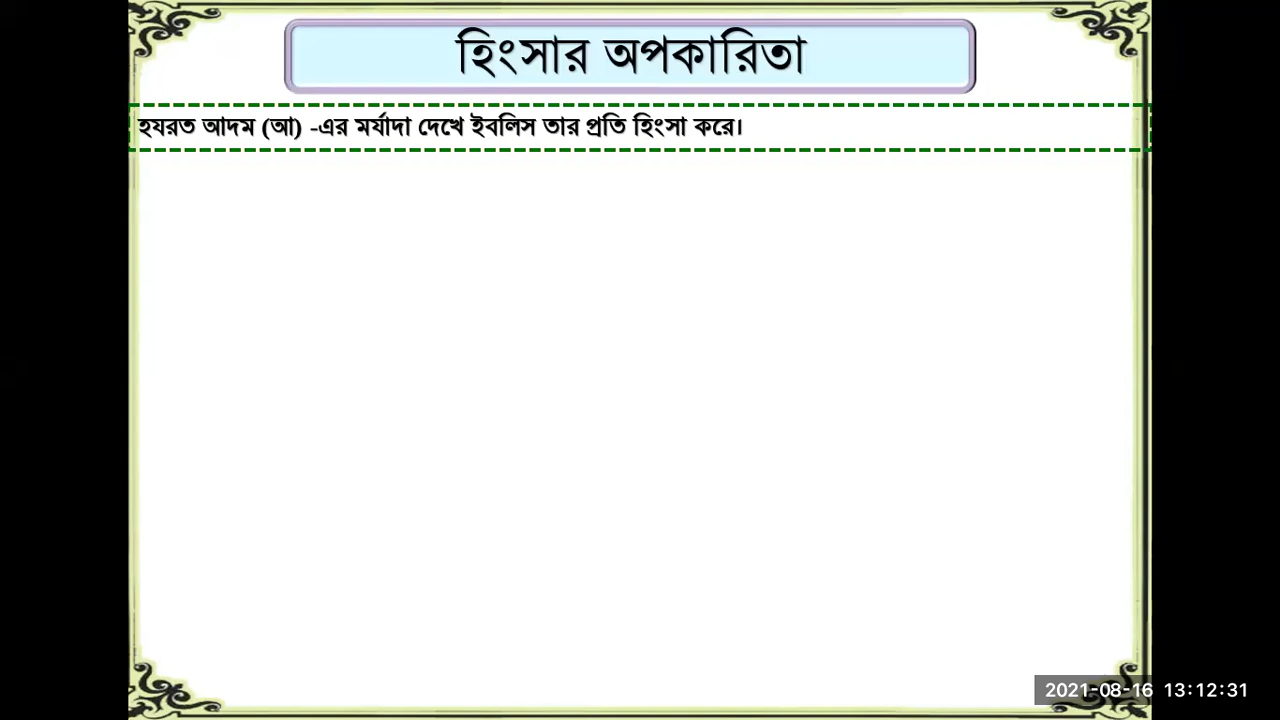 হিংসার অপকারিতা
হযরত আদম (আ) -এর মর্যাদা দেখে ইবলিস তার প্রতি হিংসা করে।
2021-08-16 13:12:31